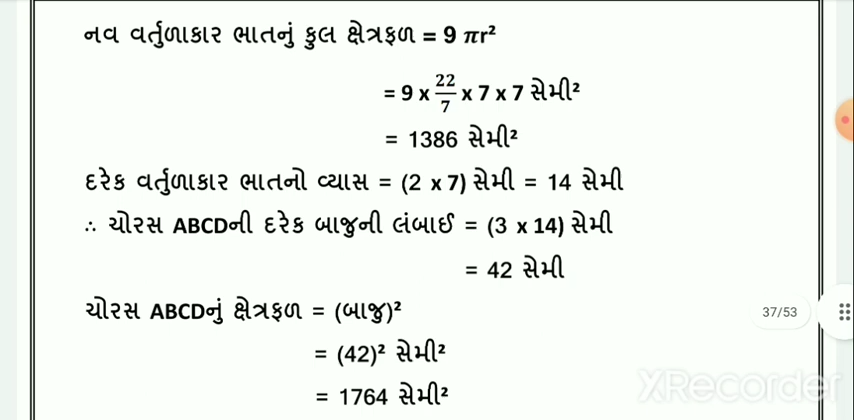 નવ વર્તુળાકાર ભાતનું કુલ ક્ષેત્રફળ = 9 πr²
= 9 x 22/7 x 7 x 7 સેમી²
= 1386 સેમી²
દરેક વર્તુળાકાર ભાતનો વ્યાસ = (2 x 7) સેમી = 14 સેમી
∴ ચોરસ ABCDની દરેક બાજુની લંબાઈ = (3 x 14) સેમી
= 42 સેમી
ચોરસ ABCDનું ક્ષેત્રફળ = (બાજુ)²
37/53
= (42)² સેમી²
= 1764 સેમી²
XRecorder